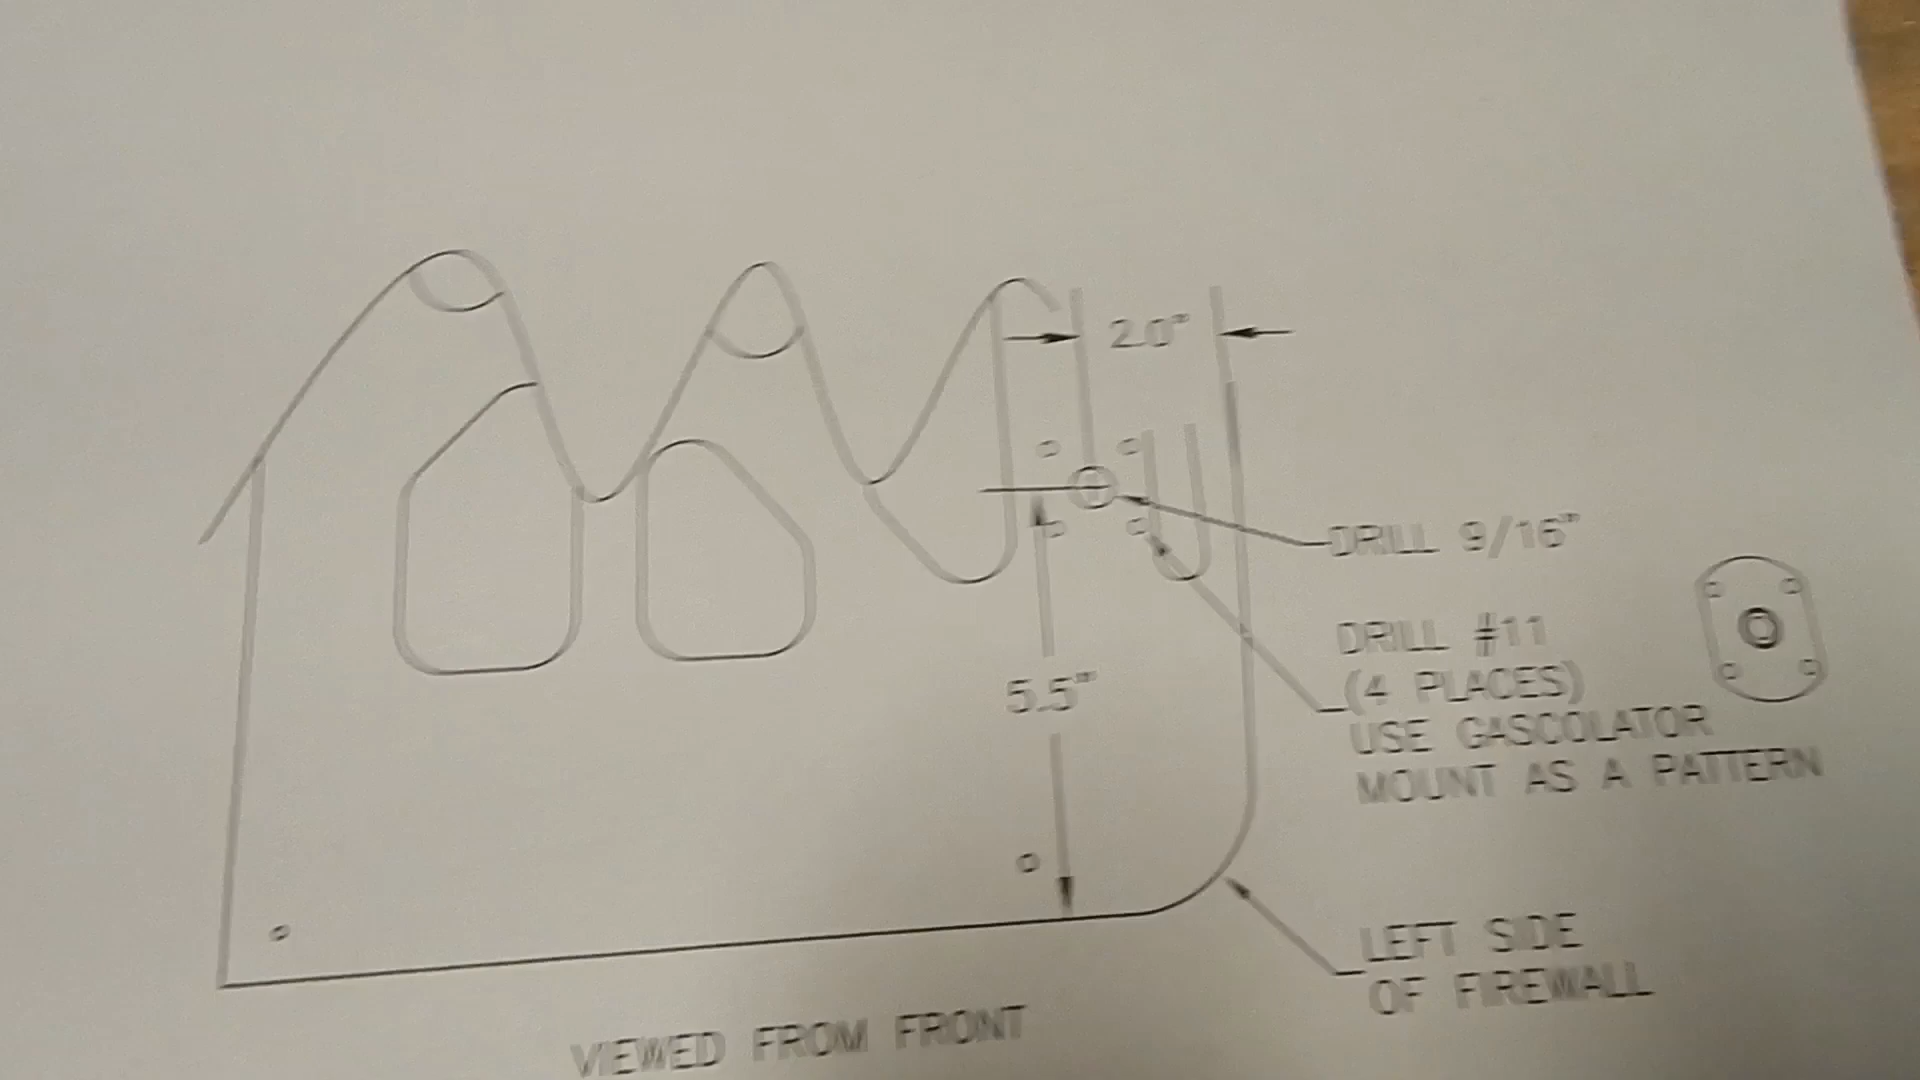 2.0"
DRILL 9/16"
DRILL #11
(4 PLACES)
USE GASCOLATOR
MOUNT AS A PATTERN
5.5"
LEFT SIDE
OF FIREWALL
VIEWED FROM FRONT